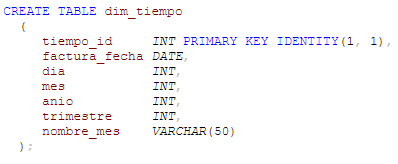 CREATE TABLE dim_tiempo
(
tiempo_id INT PRIMARY KEY IDENTITY(1, 1),
factura_fecha DATE,
dia INT,
mes INT,
anio INT,
trimestre INT,
nombre_mes VARCHAR(50)
);